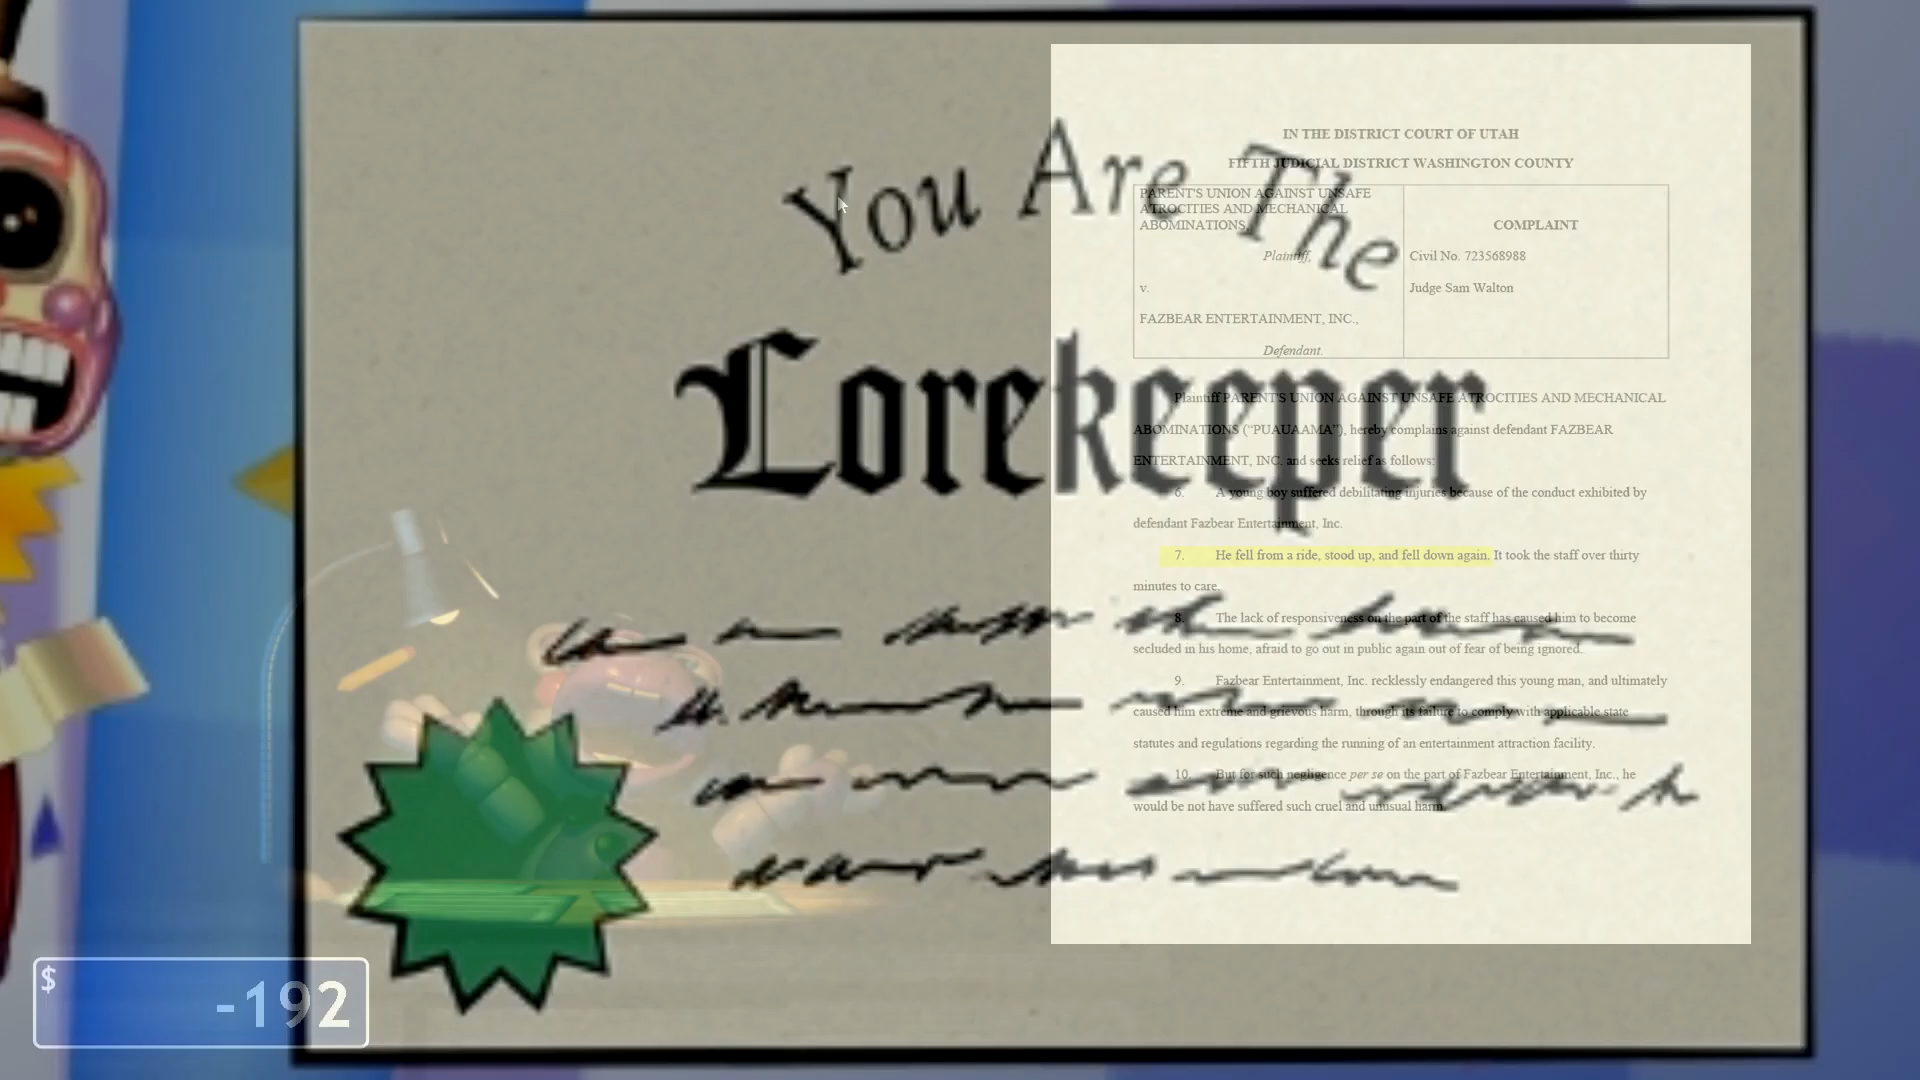 You Are The
Lorekeeper
IN THE DISTRICT COURT OF UTAH
FIFTH JUDICIAL DISTRICT WASHINGTON COUNTY
PARENT'S UNION AGAINST UNSAFE
ATROCITIES AND MECHANICAL
ABOMINATIONS,
Plaintiff,
v.
FAZBEAR ENTERTAINMENT, INC.,
Defendant.
COMPLAINT
Civil No. 723568988
Judge Sam Walton
Plaintiff PARENT'S UNION AGAINST UNSAFE ATROCITIES AND MECHANICAL
ABOMINATIONS (“PUAUAAMA”), hereby complains against defendant FAZBEAR
ENTERTAINMENT, INC. and seeks relief as follows:
6. A young boy suffered debilitating injuries because of the conduct exhibited by
defendant Fazbear Entertainment, Inc.
7. He fell from a ride, stood up, and fell down again. It took the staff over thirty
minutes to care.
8. The lack of responsiveness on the part of the staff has caused him to become
secluded in his home, afraid to go out in public again out of fear of being ignored.
9. Fazbear Entertainment, Inc. recklessly endangered this young man, and ultimately
caused him extreme and grievous harm, through its failure to comply with applicable state
statutes and regulations regarding the running of an entertainment attraction facility.
10. But for such negligence per se on the part of Fazbear Entertainment, Inc., he
would be not have suffered such cruel and unusual harm.
$ -192